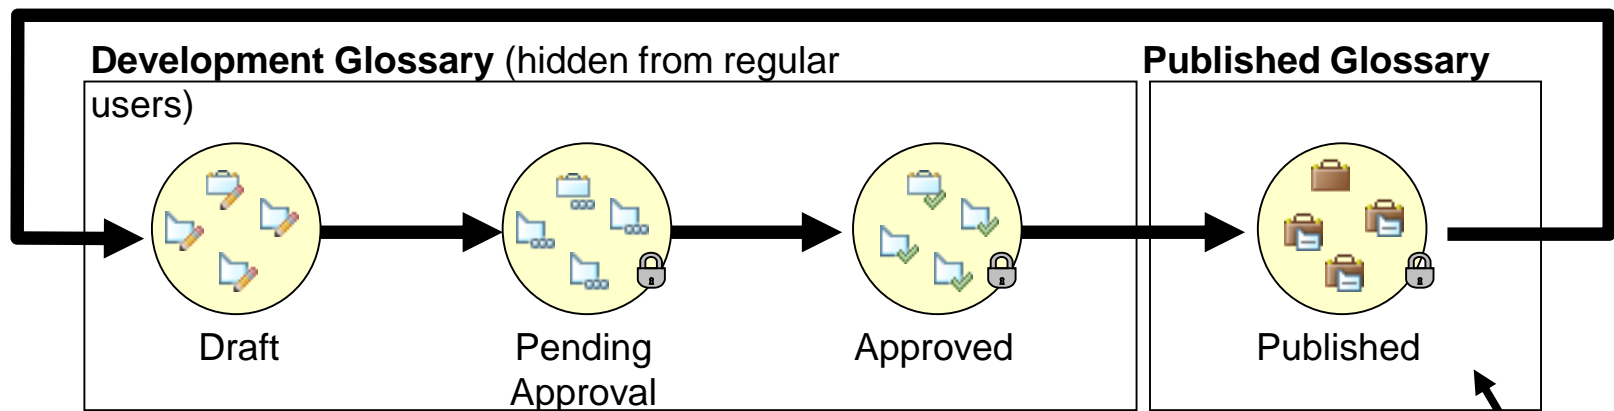 Development Glossary (hidden from regular
users)
Published Glossary
Draft
Pending
Approval
Approved
Published